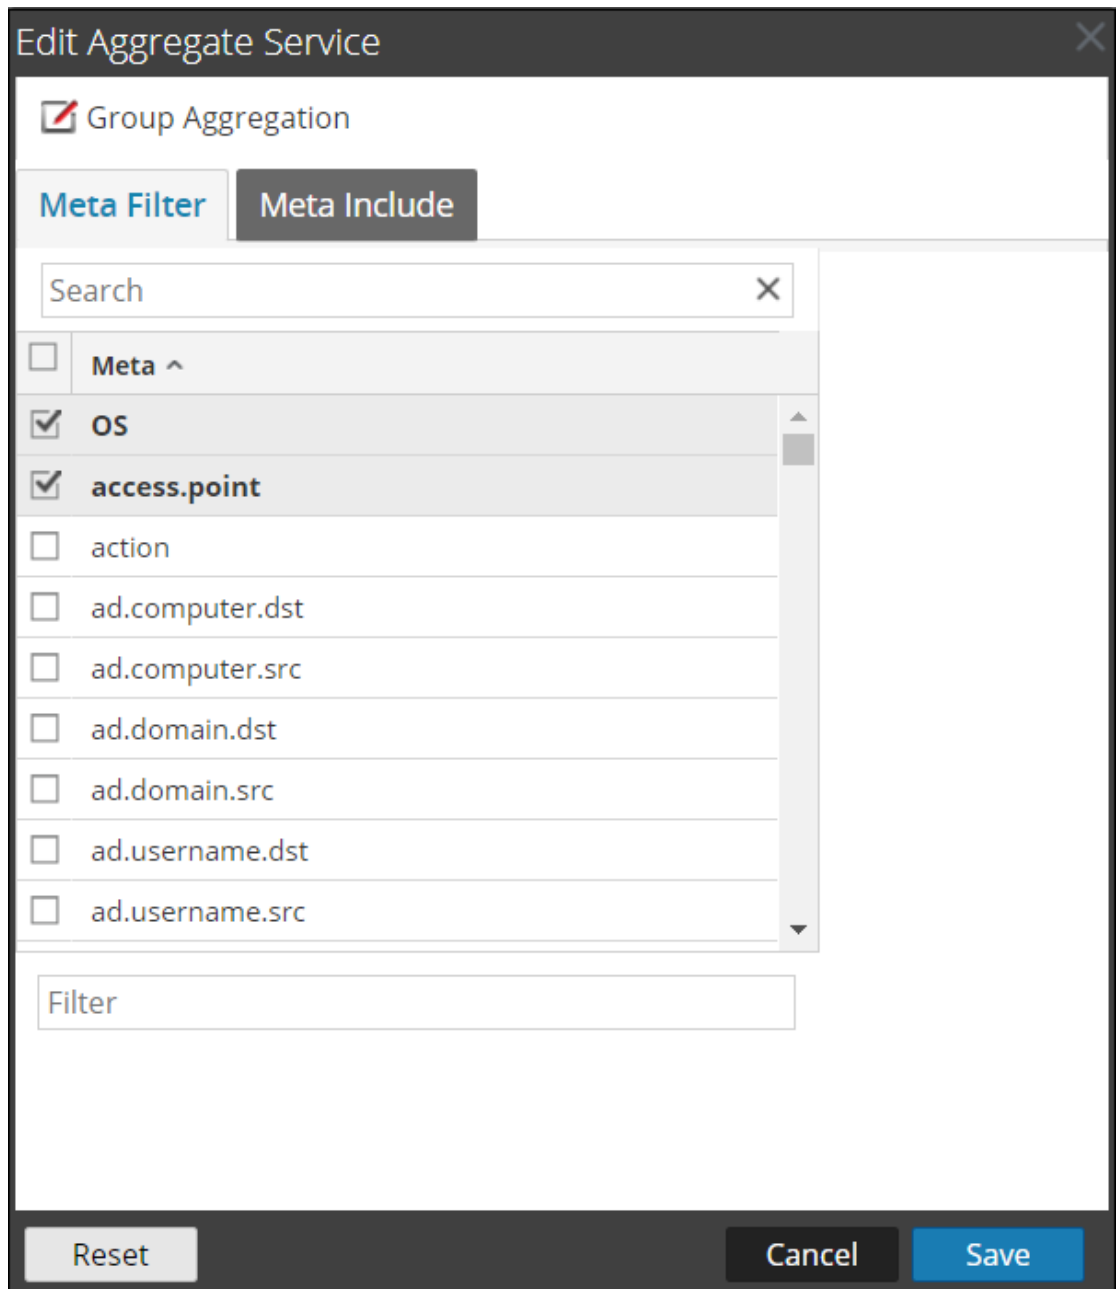 Edit Aggregate Service
Group Aggregation
Meta Filter
Meta Include
Search
Meta
OS
access.point
action
ad.computer.dst
ad.computer.src
ad.domain.dst
ad.domain.src
ad.username.dst
ad.username.src
Filter
Reset
Cancel
Save